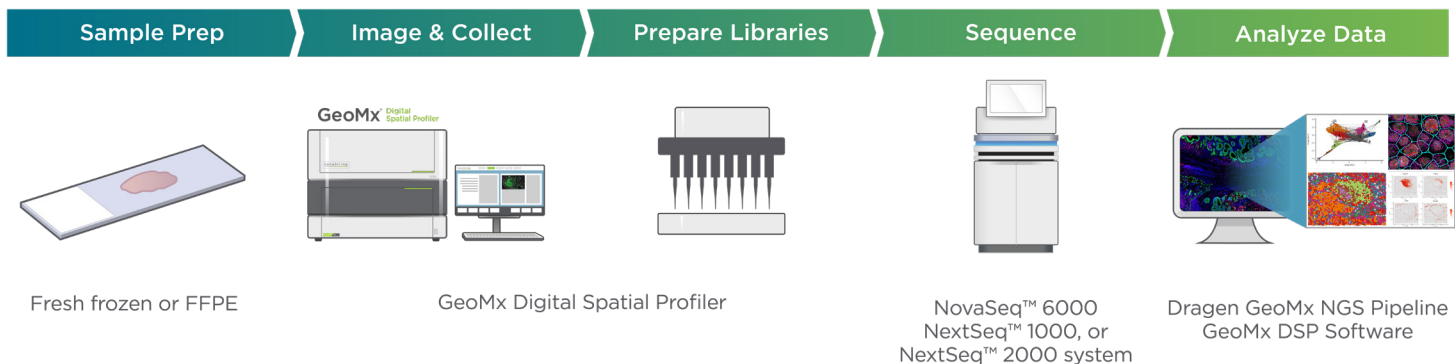 Sample Prep
Image & Collect
Prepare Libraries
Sequence
Analyze Data
GeoMx® Digital
Spatial Profiler
Fresh frozen or FFPE
GeoMx Digital Spatial Profiler
NovaSeq™ 6000
NextSeq™ 1000, or
NextSeq™ 2000 system
Dragen GeoMx NGS Pipeline
GeoMx DSP Software